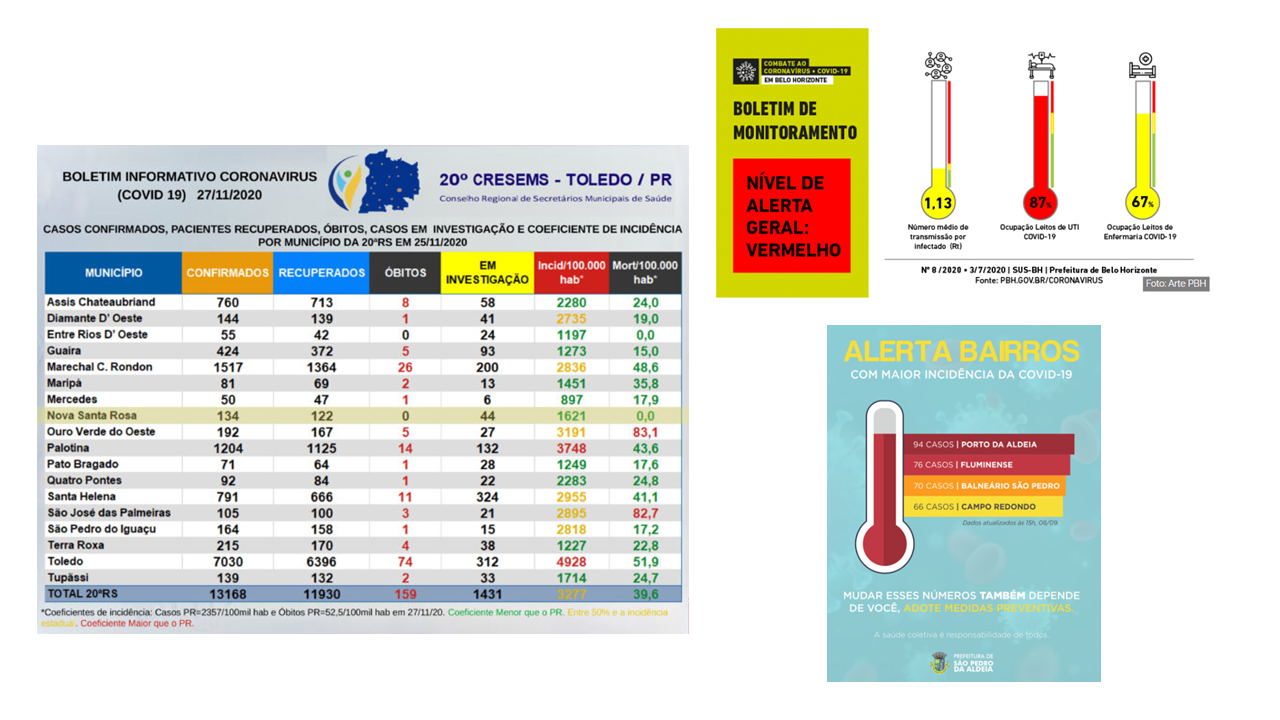 BOLETIM INFORMATIVO CORONAVIRUS
(COVID 19) 27/11/2020
20º CRESEMS - TOLEDO / PR
Conselho Regional de Secretários Municipais de Saúde
CASOS CONFIRMADOS, PACIENTES RECUPERADOS, ÓBITOS, CASOS EM INVESTIGAÇÃO E COEFICIENTE DE INCIDÊNCIA
POR MUNICÍPIO DA 20ªRS EM 25/11/2020
MUNICÍPIO CONFIRMADOS RECUPERADOS ÓBITOS EM INVESTIGAÇÃO Incid/100.000 hab* Mort/100.000 hab*
Assis Chateaubriand 760 713 8 58 2280 24,0
Diamante D' Oeste 144 139 1 41 2735 19,0
Entre Rios D' Oeste 55 42 0 24 1197 0,0
Guaira 424 372 5 93 1273 15,0
Marechal C. Rondon 1517 1364 26 200 2836 48,6
Maripá 81 69 2 13 1451 35,8
Mercedes 50 47 1 6 897 17,9
Nova Santa Rosa 134 122 0 44 1621 0,0
Ouro Verde do Oeste 192 167 5 27 3191 83,1
Palotina 1204 1125 14 132 3748 43,6
Pato Bragado 71 64 1 28 1249 17,6
Quatro Pontes 92 84 1 22 2283 24,8
Santa Helena 791 666 11 324 2955 41,1
São José das Palmeiras 105 100 3 21 2895 82,7
São Pedro do Iguaçu 164 158 1 15 2818 17,2
Terra Roxa 215 170 4 38 1227 22,8
Toledo 7030 6396 74 312 4928 51,9
Tupãssi 139 132 2 33 1714 24,7
TOTAL 20ªRS 13168 11930 159 1431 3277 39,6
*Coeficientes de incidência: Casos PR=2357/100mil hab e Óbitos PR=52,5/100mil hab em 27/11/20. Coeficiente Menor que o PR. Entre 50% e a incidência
estadual. Coeficiente Maior que o PR.
COMBATE AO
CORONAVÍRUS • COVID-19
EM BELO HORIZONTE
BOLETIM DE
MONITORAMENTO
NÍVEL DE
ALERTA
GERAL:
VERMELHO
1,13 87% 67%
Número médio de
transmissão por
infectado (Rt)
Ocupação Leitos de UTI
COVID-19
Ocupação Leitos de
Enfermaria COVID-19
Nº 8 /2020 • 3/7/2020 | SUS-BH | Prefeitura de Belo Horizonte
Fonte: PBH.GOV.BR/CORONAVIRUS
Foto: Arte PBH
ALERTA BAIRROS
COM MAIOR INCIDÊNCIA DA COVID-19
94 CASOS | PORTO DA ALDEIA
76 CASOS | FLUMINENSE
70 CASOS | BALNEÁRIO SÃO PEDRO
66 CASOS | CAMPO REDONDO
Dados atualizados às 15h, 08/09.
MUDAR ESSES NÚMEROS TAMBÉM DEPENDE
DE VOCÊ, ADOTE MEDIDAS PREVENTIVAS.
A saúde coletiva é responsabilidade de todos.
PREFEITURA DE
SÃO PEDRO
DA ALDEIA